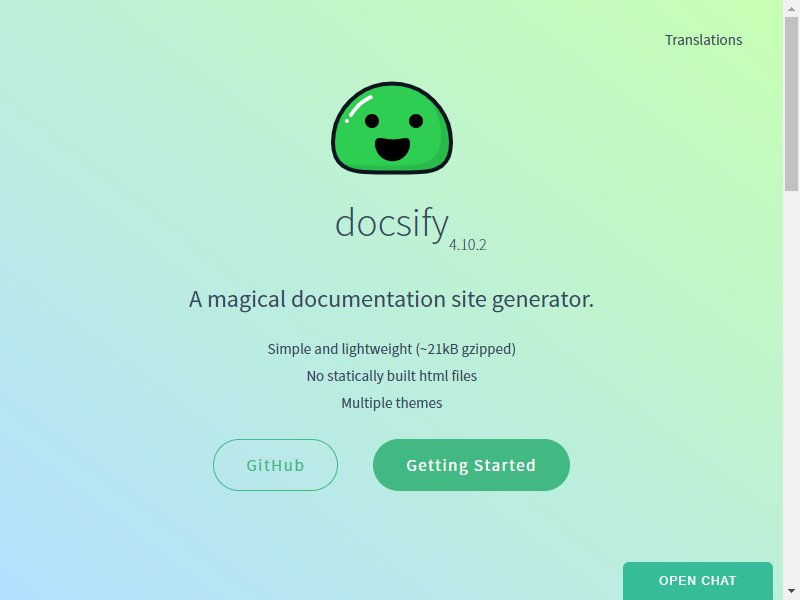 Translations
docsify 4.10.2
A magical documentation site generator.
Simple and lightweight (~21kB gzipped)
No statically built html files
Multiple themes
GitHub Getting Started
OPEN CHAT